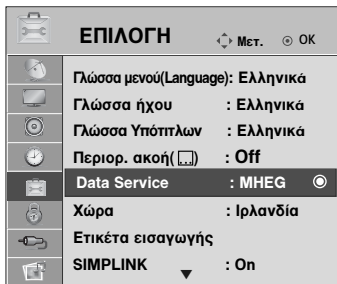 ΕΠΙΛΟΓΗ Μετ. OK
Γλώσσα μενού(Language): Ελληνικά
Γλώσσα ήχου : Ελληνικά
Γλώσσα Υπότιτλων : Ελληνικά
Περιορ. ακοή( ) : Off
Data Service : MHEG
Χώρα : Ιρλανδία
Ετικέτα εισαγωγής
SIMPLINK : On